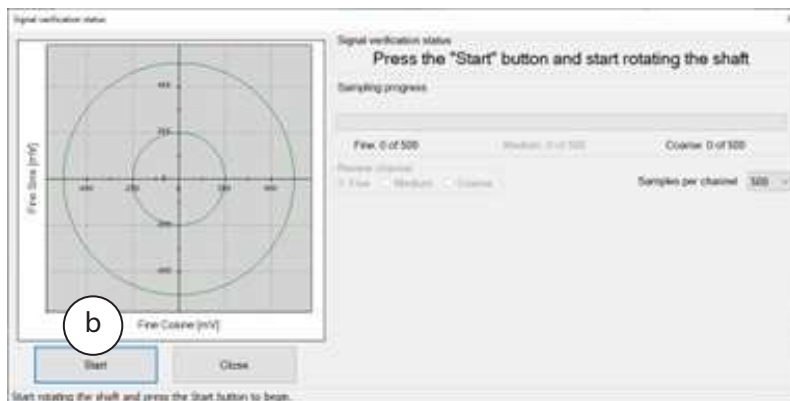 Signal verification status
Signal verification status
Press the "Start" button and start rotating the shaft
Sampling progress
Fine: 0 of 500 Medium: 0 of 500 Coarse: 0 of 500
Fine Medium Coarse
Samples per channel 500
Fine Sine [mV]
400
200
-400 -200 0 200 400
-200
-400
b
Fine Cosine [mV]
Start Close
Start rotating the shaft and press the Start button to begin.